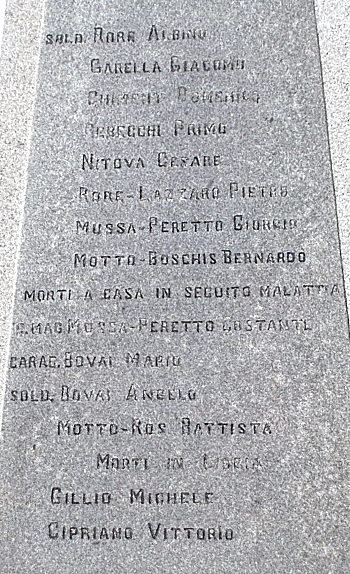 SOLD. RORE ALBINO
GARELLA GIACOMO
DOMENICO
REBECCHI PRIMO
NITOVA CESARE
RORE-LAZZARO PIETRO
MUSSA-PERETTO GIORGIO
MOTTO-BOSCHIS BERNARDO
MORTI A CASA IN SEGUITO MALATTIA
C. MAG. MUSSA-PERETTO COSTANTE
CARAB. BOVAI MARIO
SOLD. BOVAI ANGELO
MOTTO-ROS BATTISTA
MORTI IN LIBIA
GILLIO MICHELE
CIPRIANO VITTORIO